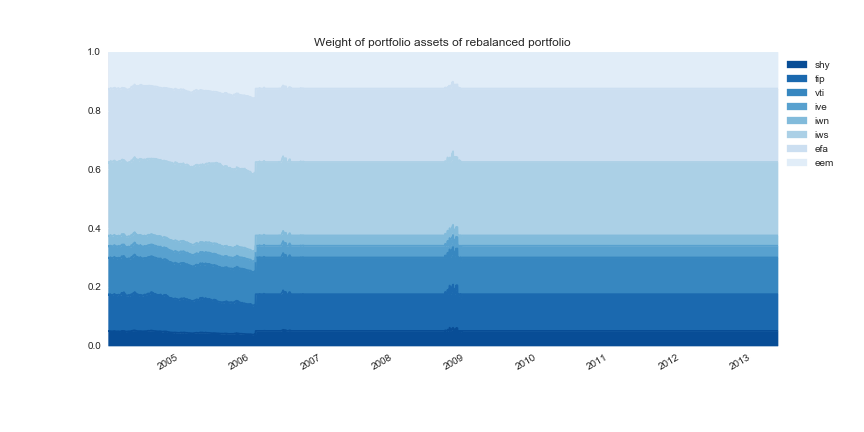 Weight of portfolio assets of rebalanced portfolio
1.0
0.8
0.6
0.4
0.2
0.0
2005
2006
2007
2008
2009
2010
2011
2012
2013
shy
tip
vti
ive
iwn
iws
efa
eem